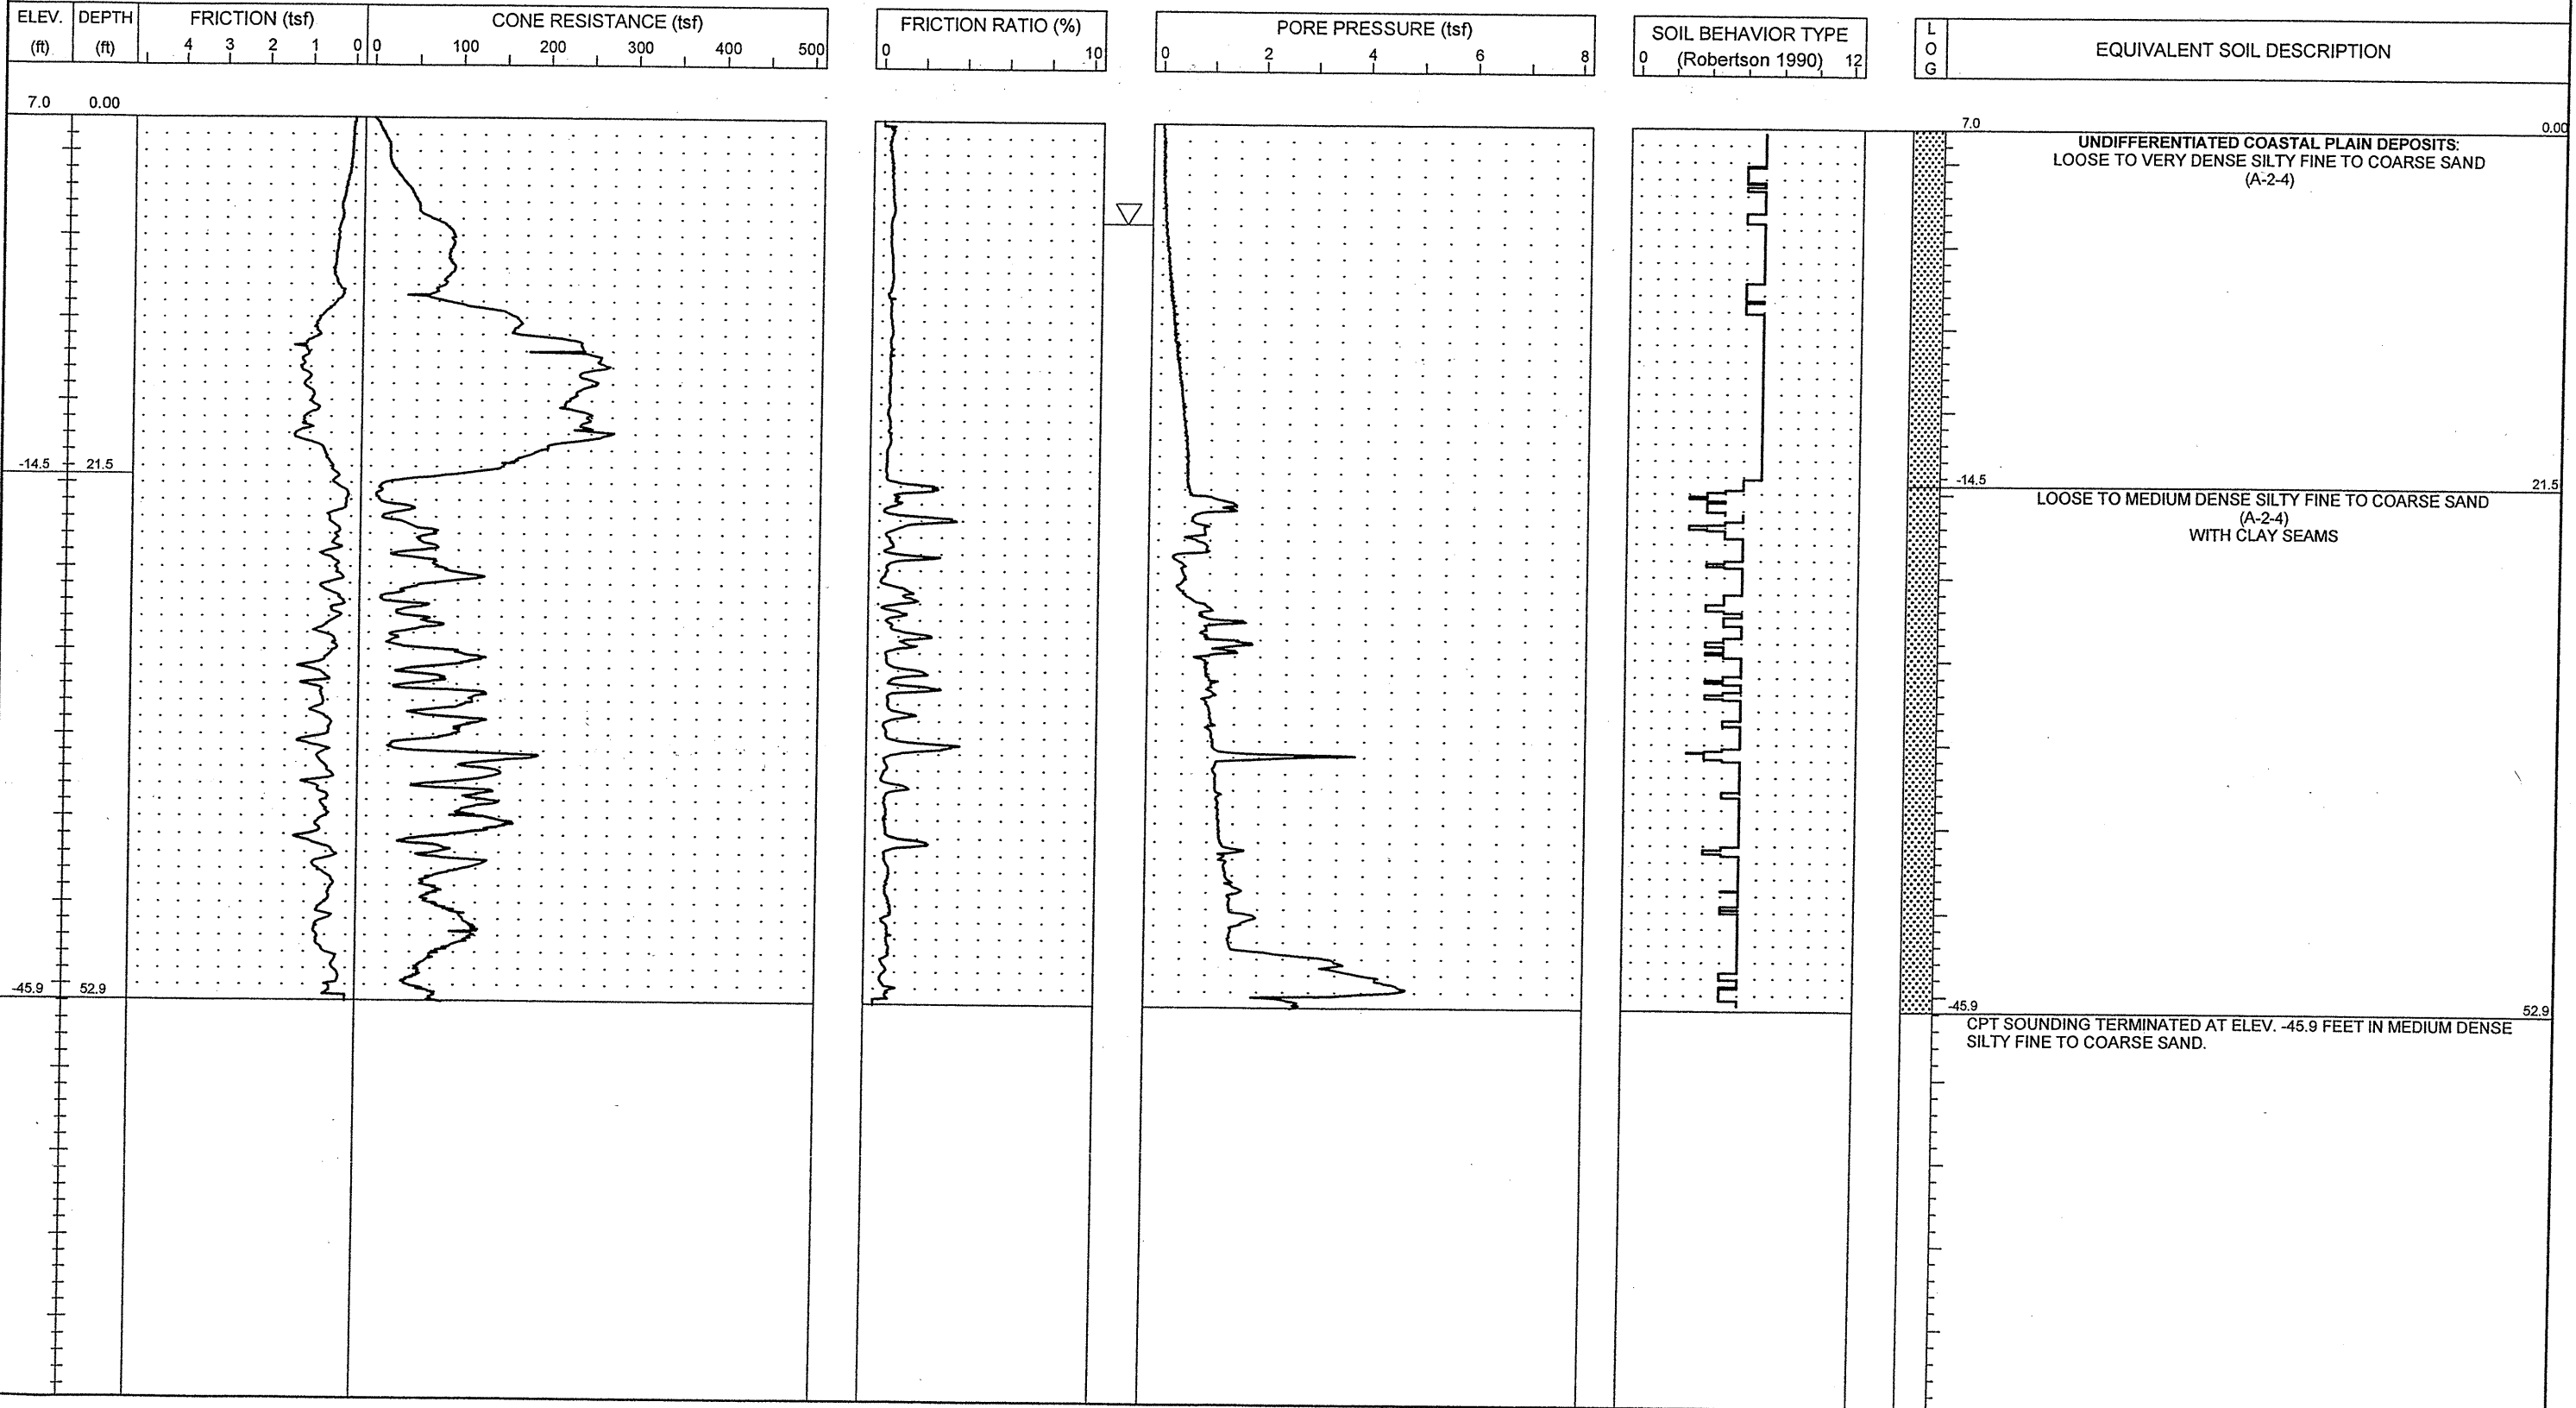 ELEV. DEPTH FRICTION (tsf) CONE RESISTANCE (tsf) FRICTION RATIO (%) PORE PRESSURE (tsf) SOIL BEHAVIOR TYPE LOG EQUIVALENT SOIL DESCRIPTION
(ft) (ft) 4 3 2 1 0 0 100 200 300 400 500 0 10 0 2 4 6 8 0 (Robertson 1990) 12
7.0 0.00
7.0 0.00
UNDIFFERENTIATED COASTAL PLAIN DEPOSITS:
LOOSE TO VERY DENSE SILTY FINE TO COARSE SAND
(A-2-4)
-14.5 21.5
-14.5 21.5
LOOSE TO MEDIUM DENSE SILTY FINE TO COARSE SAND
(A-2-4)
WITH CLAY SEAMS
-45.9 52.9
-45.9 52.9
CPT SOUNDING TERMINATED AT ELEV. -45.9 FEET IN MEDIUM DENSE
SILTY FINE TO COARSE SAND.